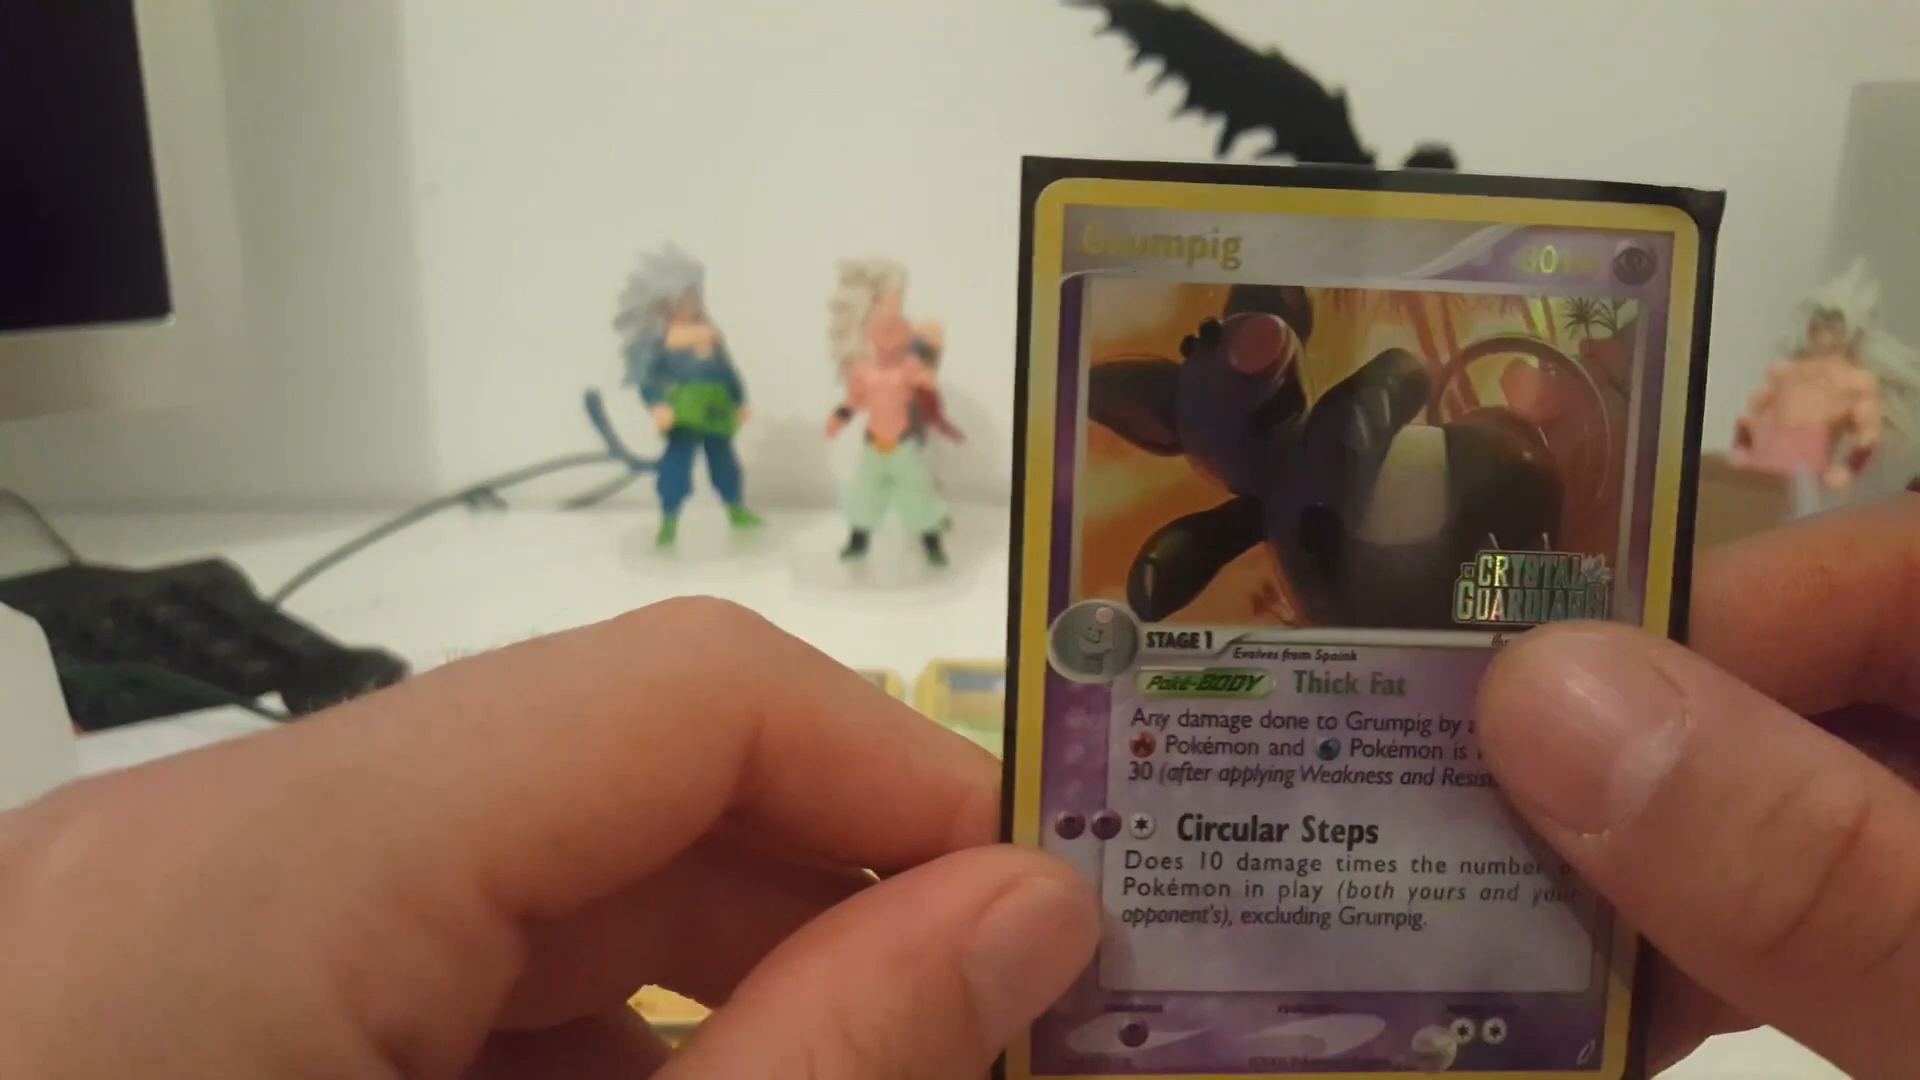 Grumpig
80
CRYSTAL
GUARDIANS
STAGE 1
Evolves from Spoink
Poké-BODY Thick Fat
Any damage done to Grumpig by
Pokémon and Pokémon is
30 (after applying Weakness and
Circular Steps
Does 10 damage times the number
Pokémon in play (both yours and your
opponent's), excluding Grumpig.